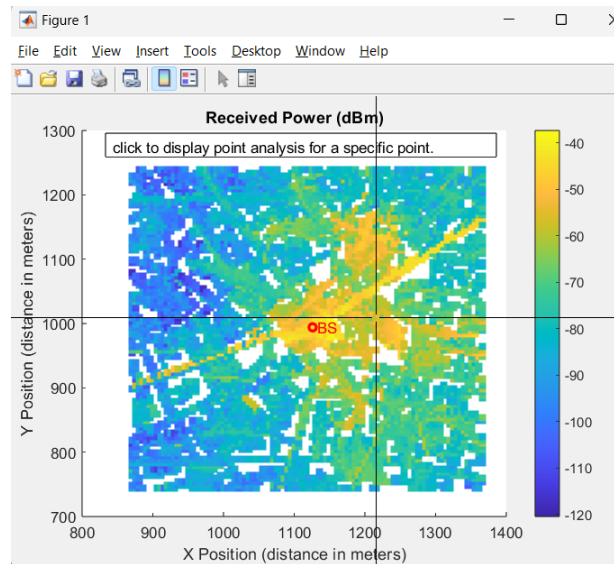 Figure 1
File Edit View Insert Tools Desktop Window Help
Received Power (dBm)
click to display point analysis for a specific point.
1300
1200
1100
1000
900
800
700
Y Position (distance in meters)
BS
800 900 1000 1100 1200 1300 1400
X Position (distance in meters)
-40
-50
-60
-70
-80
-90
-100
-110
-120